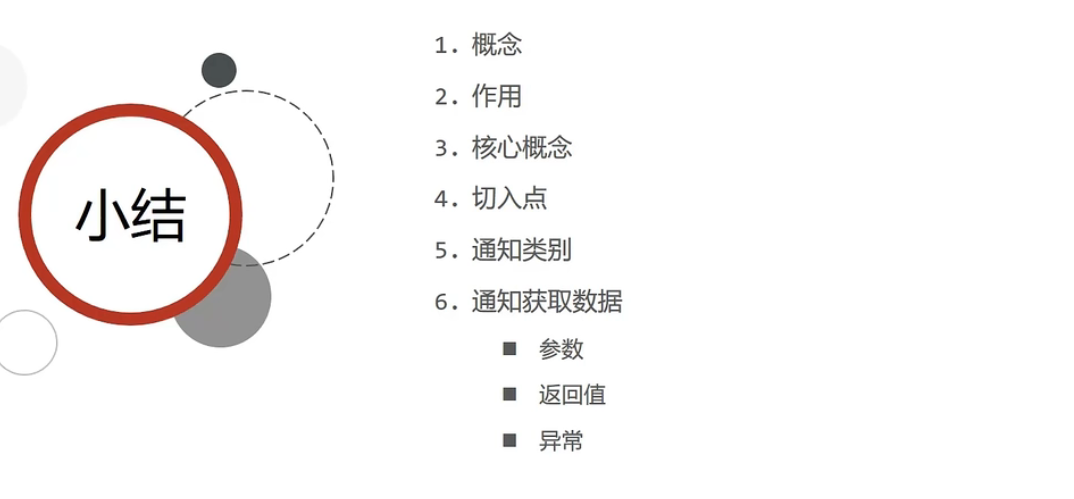 小结
1. 概念
2. 作用
3. 核心概念
4. 切入点
5. 通知类别
6. 通知获取数据
■ 参数
■ 返回值
■ 异常